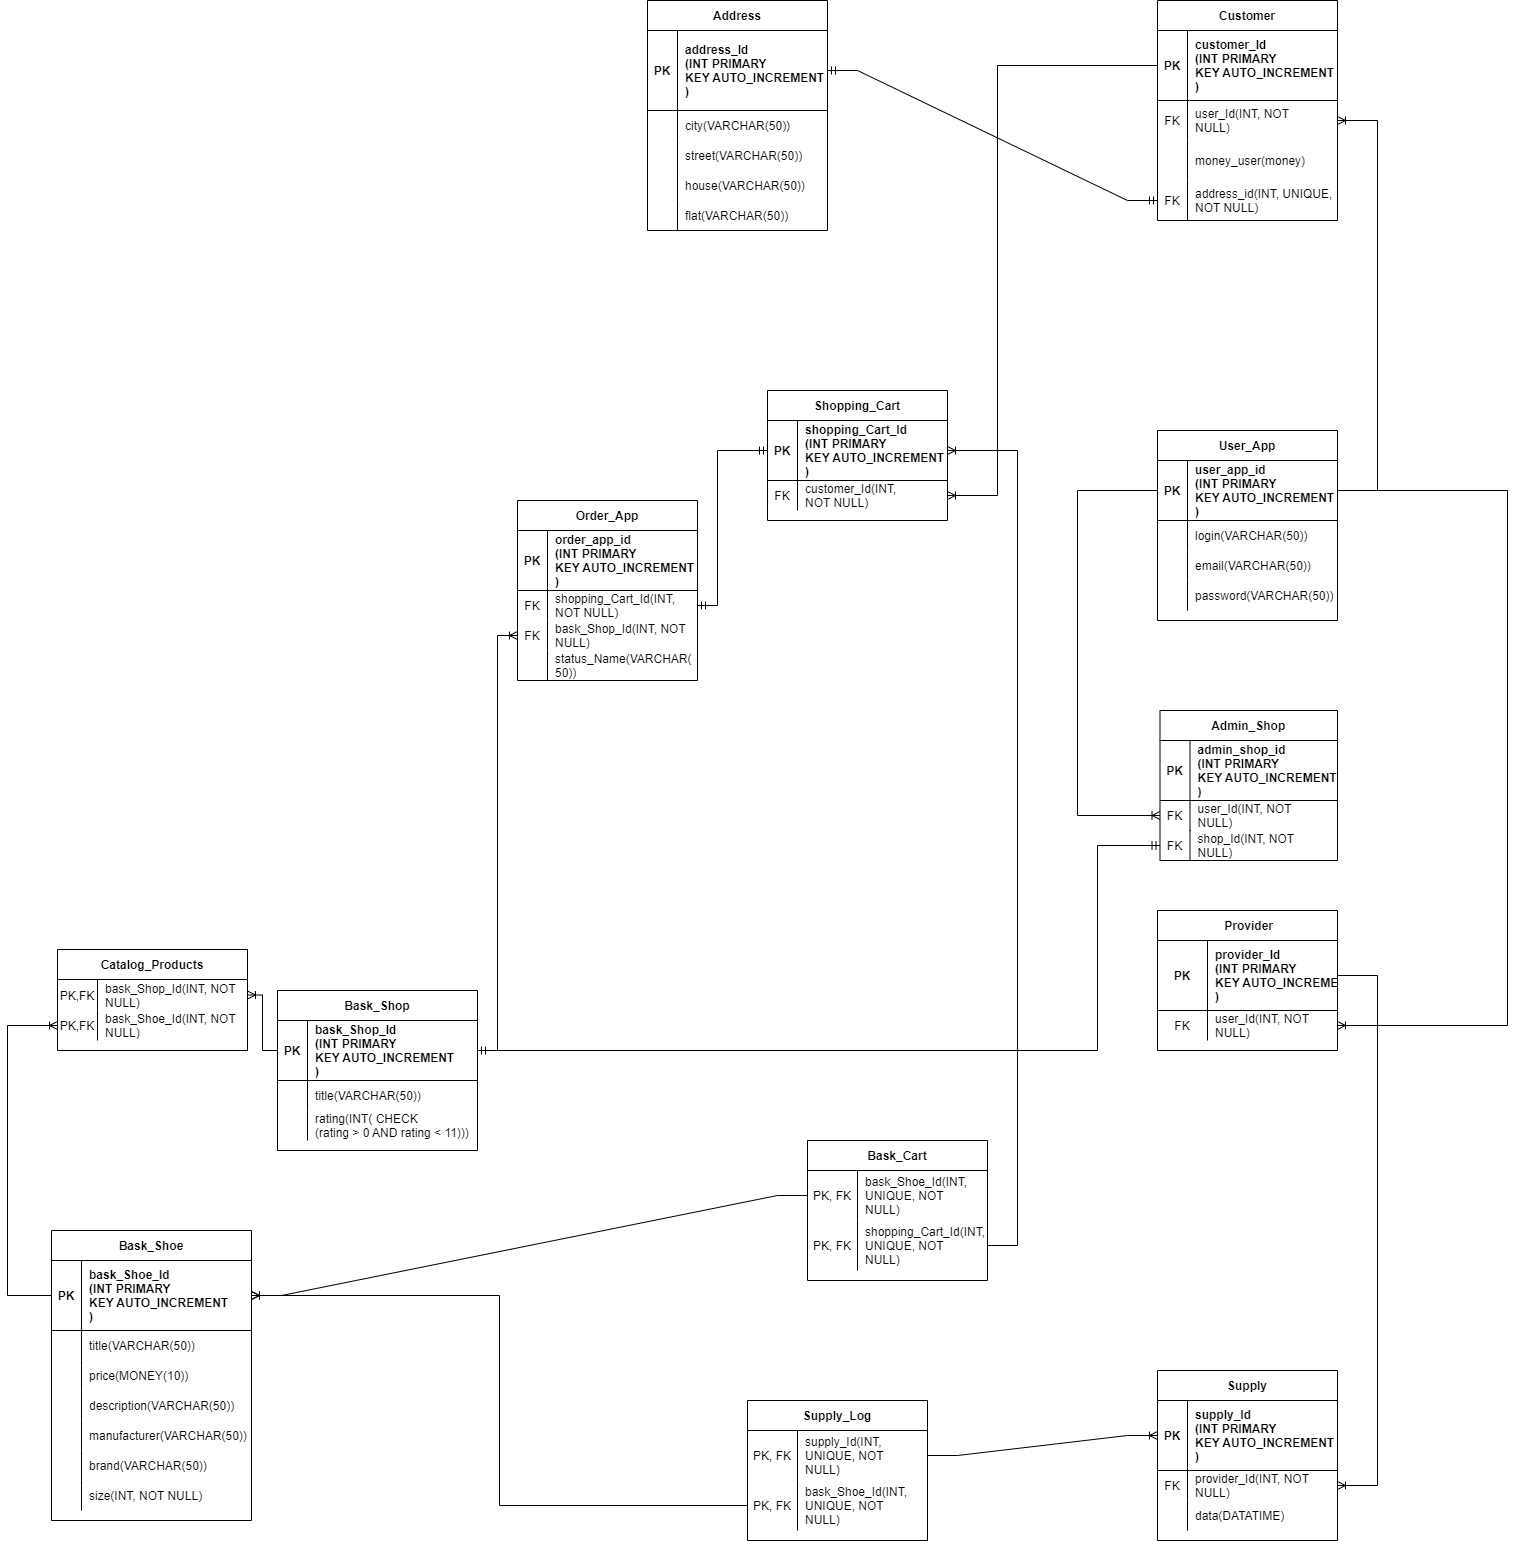 Address
PK
address_Id
(INT PRIMARY
KEY AUTO_INCREMENT
)
city(VARCHAR(50))
street(VARCHAR(50))
house(VARCHAR(50))
flat(VARCHAR(50))
Customer
PK
customer_Id
(INT PRIMARY
KEY AUTO_INCREMENT
)
FK
user_Id(INT, NOT
NULL)
money_user(money)
FK
address_id(INT, UNIQUE,
NOT NULL)
Shopping_Cart
PK
shopping_Cart_Id
(INT PRIMARY
KEY AUTO_INCREMENT
)
FK
customer_Id(INT,
NOT NULL)
User_App
PK
user_app_id
(INT PRIMARY
KEY AUTO_INCREMENT
)
login(VARCHAR(50))
email(VARCHAR(50))
password(VARCHAR(50))
Order_App
PK
order_app_id
(INT PRIMARY
KEY AUTO_INCREMENT
)
FK
shopping_Cart_Id(INT,
NOT NULL)
FK
bask_Shop_Id(INT, NOT
NULL)
status_Name(VARCHAR(
50))
Admin_Shop
PK
admin_shop_id
(INT PRIMARY
KEY AUTO_INCREMENT
)
FK
user_Id(INT, NOT
NULL)
FK
shop_Id(INT, NOT
NULL)
Provider
PK
provider_Id
(INT PRIMARY
KEY AUTO_INCREME
)
FK
user_Id(INT, NOT
NULL)
Catalog_Products
PK,FK
bask_Shop_Id(INT, NOT
NULL)
PK,FK
bask_Shoe_Id(INT, NOT
NULL)
Bask_Shop
PK
bask_Shop_Id
(INT PRIMARY
KEY AUTO_INCREMENT
)
title(VARCHAR(50))
rating(INT( CHECK
(rating > 0 AND rating < 11)))
Bask_Cart
PK, FK
bask_Shoe_Id(INT,
UNIQUE, NOT
NULL)
PK, FK
shopping_Cart_Id(INT,
UNIQUE, NOT
NULL)
Bask_Shoe
PK
bask_Shoe_Id
(INT PRIMARY
KEY AUTO_INCREMENT
)
title(VARCHAR(50))
price(MONEY(10))
description(VARCHAR(50))
manufacturer(VARCHAR(50))
brand(VARCHAR(50))
size(INT, NOT NULL)
Supply_Log
PK, FK
supply_Id(INT,
UNIQUE, NOT
NULL)
PK, FK
bask_Shoe_Id(INT,
UNIQUE, NOT
NULL)
Supply
PK
supply_Id
(INT PRIMARY
KEY AUTO_INCREMENT
)
FK
provider_Id(INT, NOT
NULL)
data(DATATIME)